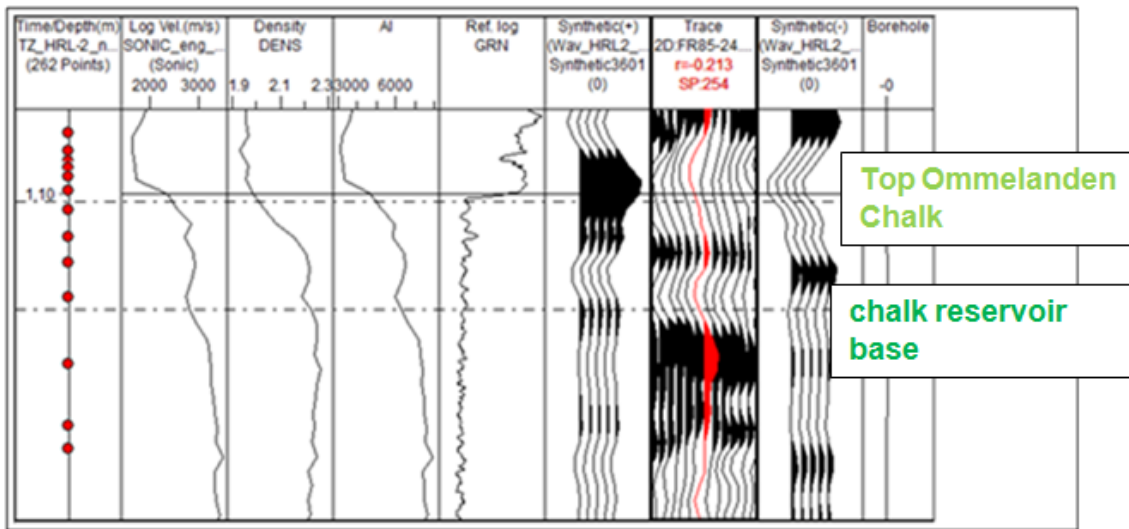 Time/Depth(m) Log Vel.(m/s) Density AI Ref. log Synthetic(+) Trace Synthetic(-) Borehole
TZ_HRL-2_n... SONIC_eng_... DENS GRN (Wav_HRL2_... 2D:FR85-24... (Wav_HRL2_...
(262 Points) (Sonic) Synthetic3601 r=-0.213 Synthetic3601
(0) SP:254 (0)
2000 3000 1.9 2.1 2.3 3000 6000 -0
1.10
Top Ommelanden
Chalk
chalk reservoir
base